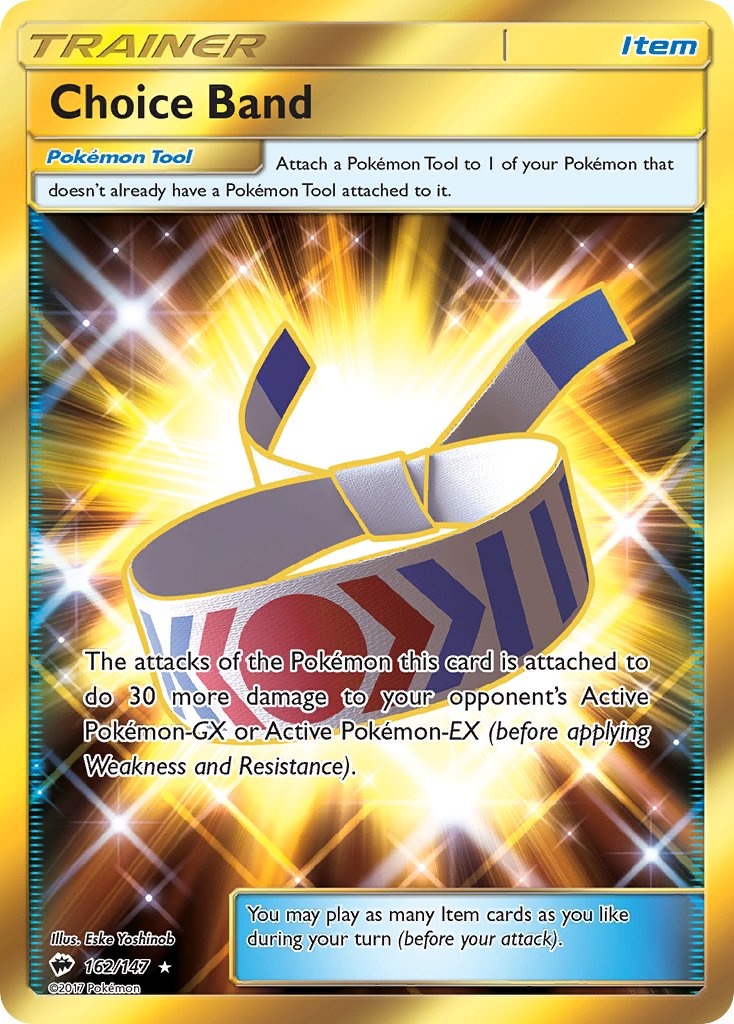 TRAINER
Item
Choice Band
Pokémon Tool
Attach a Pokémon Tool to 1 of your Pokémon that
doesn't already have a Pokémon Tool attached to it.
The attacks of the Pokémon this card is attached to
do 30 more damage to your opponent's Active
Pokémon-GX or Active Pokémon-EX (before applying
Weakness and Resistance).
You may play as many Item cards as you like
during your turn (before your attack).
Illus. Eske Yoshinob
162/147 ★
©2017 Pokémon